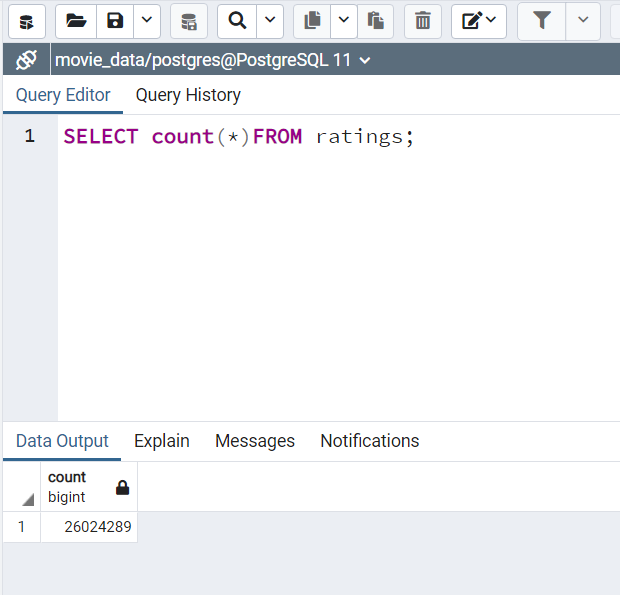 movie_data/postgres@PostgreSQL 11
Query Editor Query History
1 SELECT count(*)FROM ratings;
Data Output Explain Messages Notifications
count
bigint
1 26024289